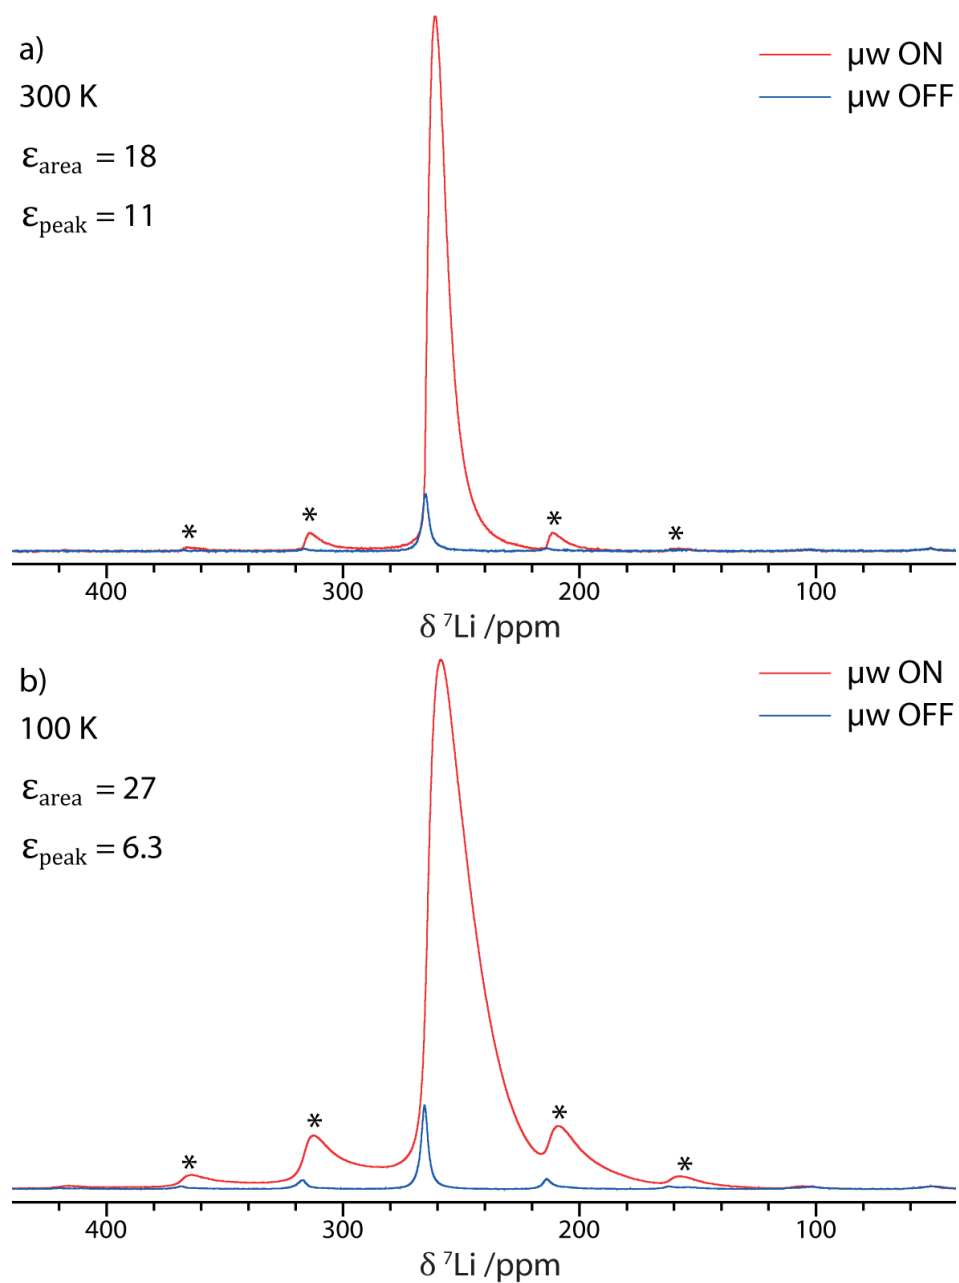 a)
300 K
εarea = 18
εpeak = 11
μw ON
μw OFF
* * * *
400 300 200 100
δ ⁷Li /ppm
b)
100 K
εarea = 27
εpeak = 6.3
μw ON
μw OFF
* * * *
400 300 200 100
δ ⁷Li /ppm